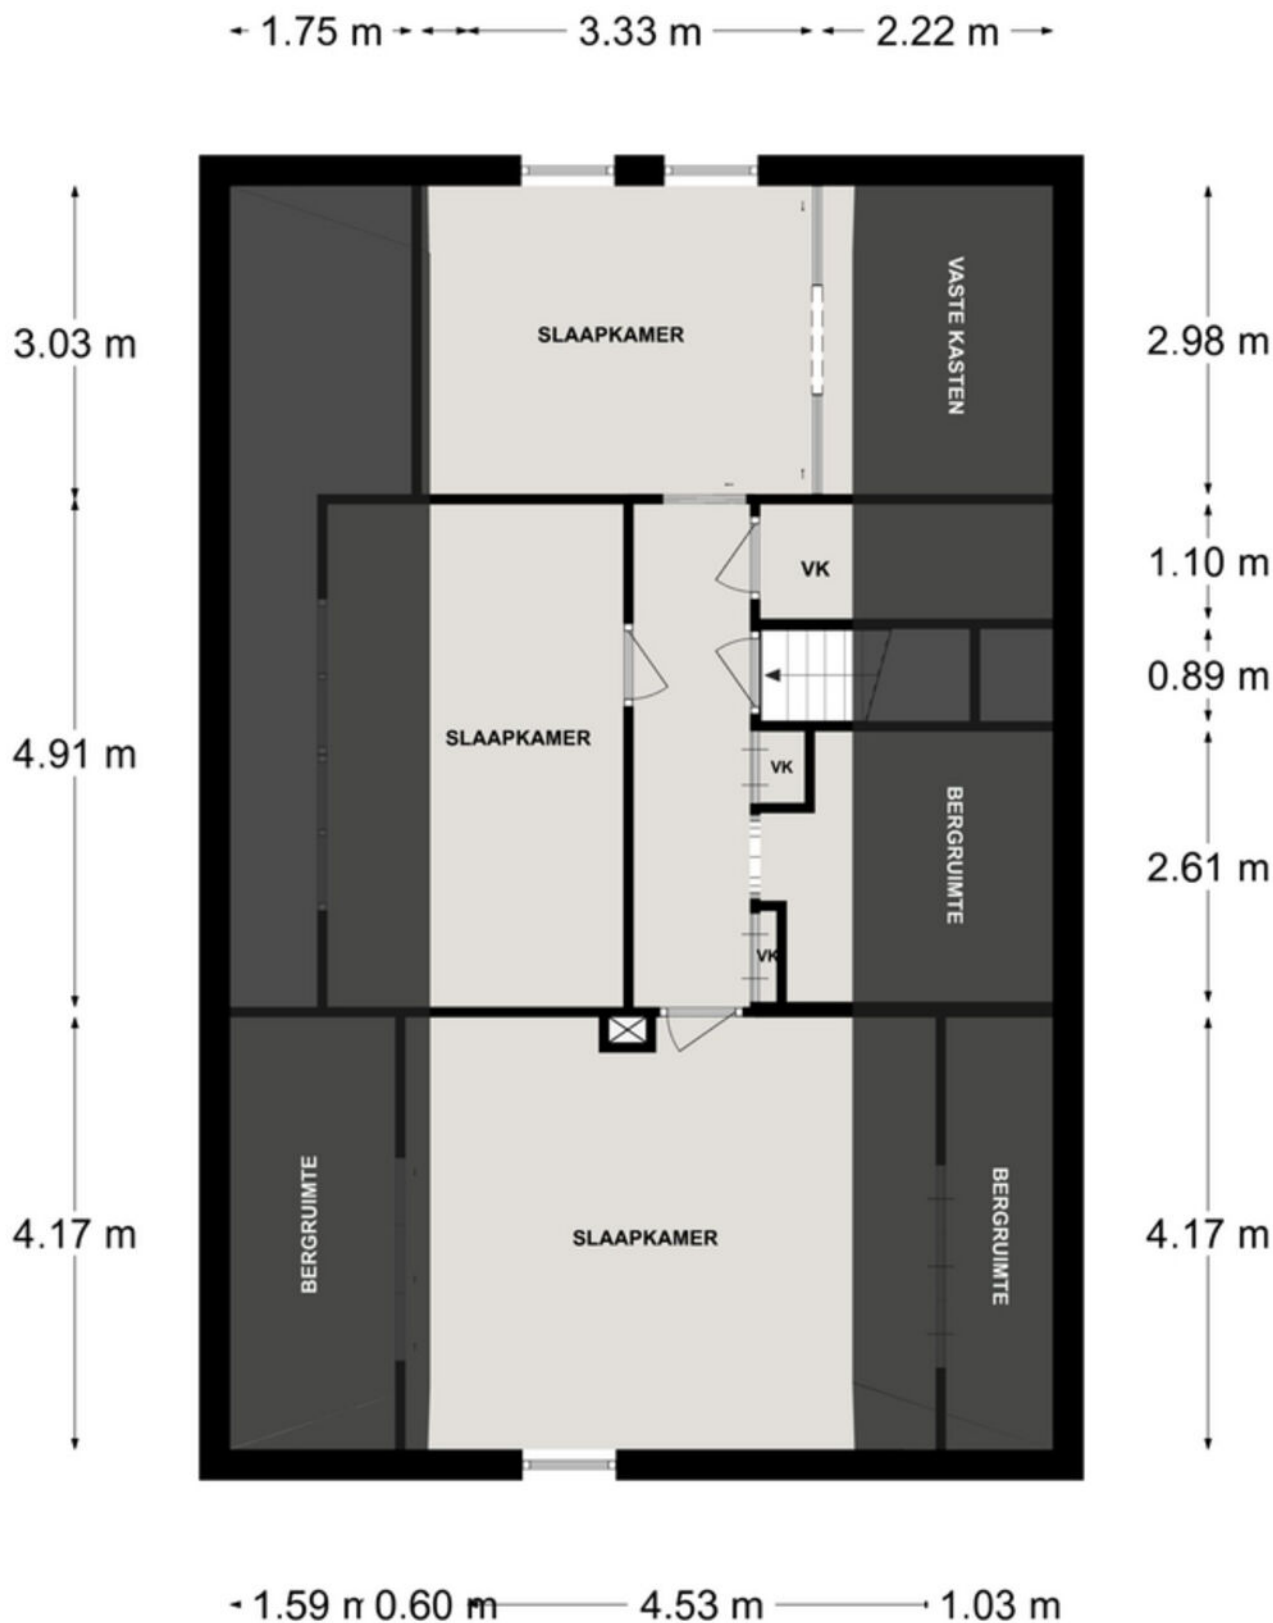 1.75 m 3.33 m 2.22 m
3.03 m
SLAAPKAMER
VASTE KASTEN
2.98 m
VK
1.10 m
0.89 m
4.91 m
SLAAPKAMER
VK
BERGRUIMTE
2.61 m
VK
4.17 m
BERGRUIMTE
SLAAPKAMER
BERGRUIMTE
4.17 m
1.59 m 0.60 m 4.53 m 1.03 m